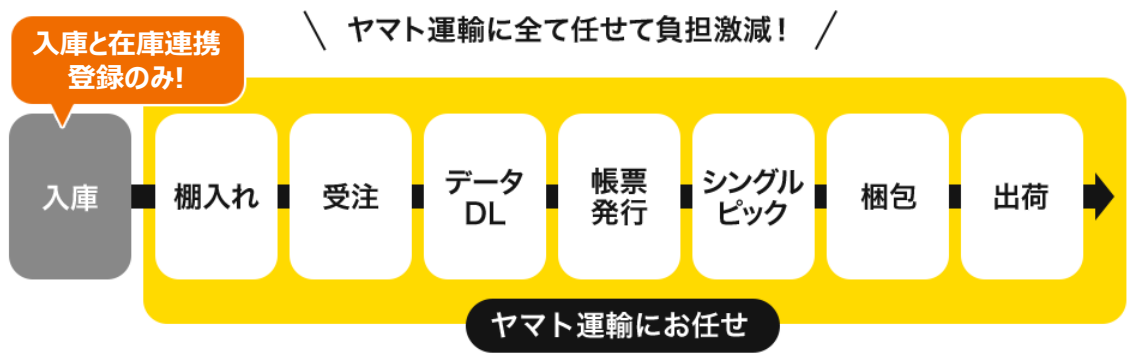 ヤマト運輸に全て任せて負担激減！
入庫と在庫連携
登録のみ!
入庫
棚入れ
受注
データ
DL
帳票
発行
シングル
ピック
梱包
出荷
ヤマト運輸にお任せ